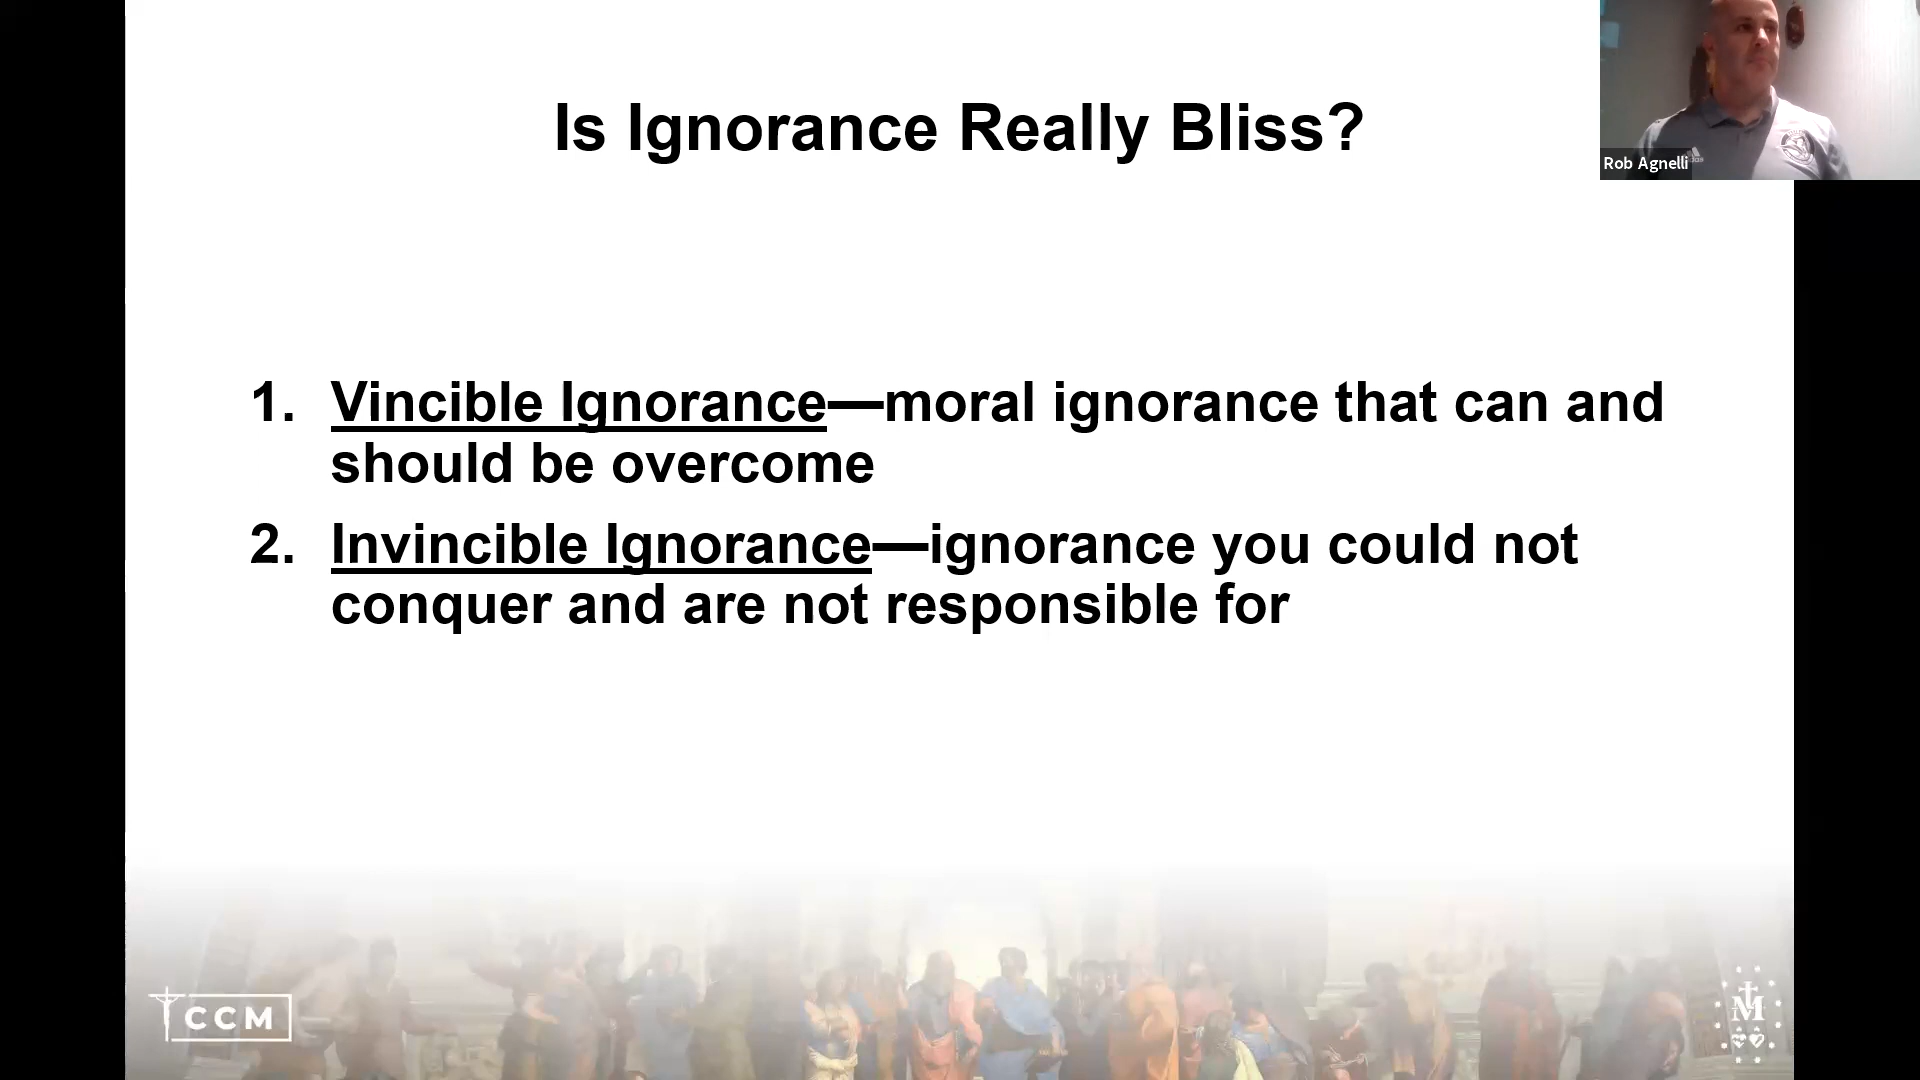 Is Ignorance Really Bliss?
Rob Agnelli
1. Vincible Ignorance—moral ignorance that can and
should be overcome
2. Invincible Ignorance—ignorance you could not
conquer and are not responsible for
CCM